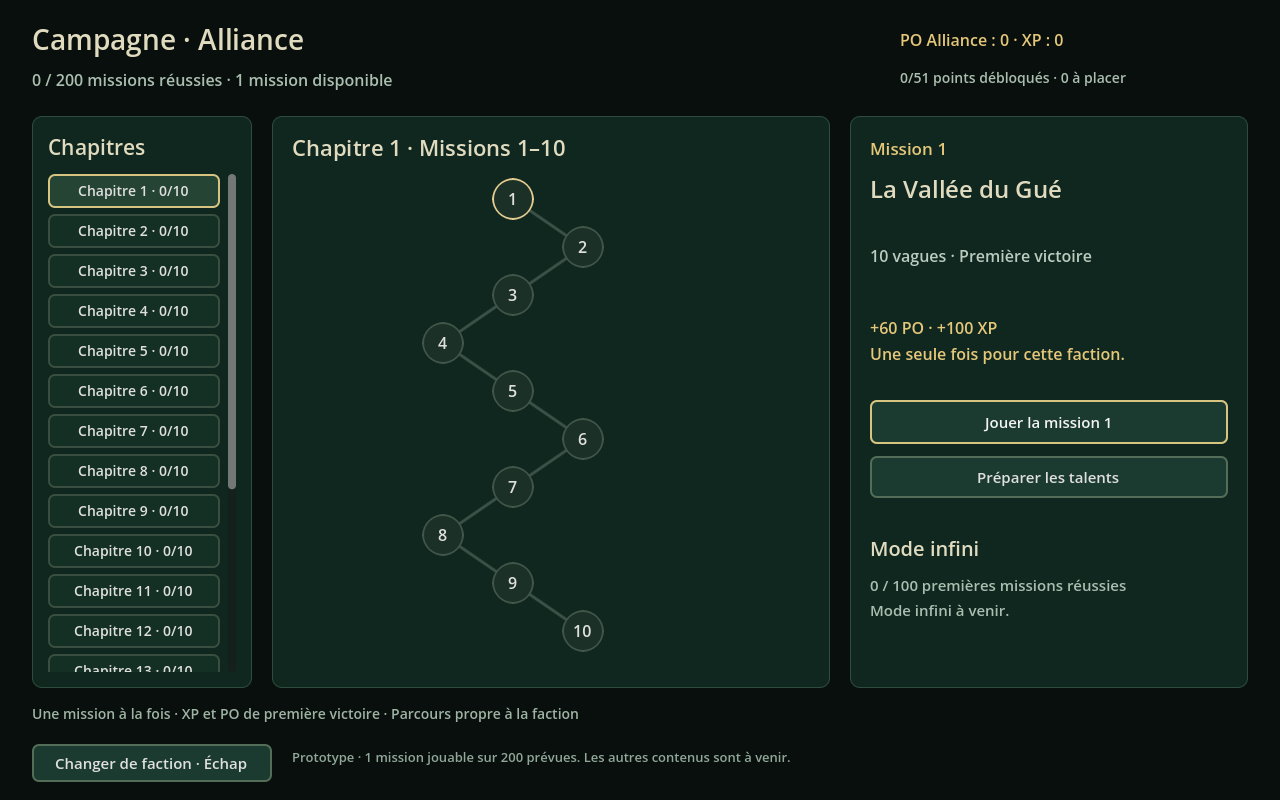 Campagne · Alliance
0 / 200 missions réussies · 1 mission disponible
PO Alliance : 0 · XP : 0
0/51 points débloqués · 0 à placer
Chapitres
Chapitre 1 · 0/10
Chapitre 2 · 0/10
Chapitre 3 · 0/10
Chapitre 4 · 0/10
Chapitre 5 · 0/10
Chapitre 6 · 0/10
Chapitre 7 · 0/10
Chapitre 8 · 0/10
Chapitre 9 · 0/10
Chapitre 10 · 0/10
Chapitre 11 · 0/10
Chapitre 12 · 0/10
Chapitre 13 · 0/10
Chapitre 1 · Missions 1–10
1
2
3
4
5
6
7
8
9
10
Mission 1
La Vallée du Gué
10 vagues · Première victoire
+60 PO · +100 XP
Une seule fois pour cette faction.
Jouer la mission 1
Préparer les talents
Mode infini
0 / 100 premières missions réussies
Mode infini à venir.
Une mission à la fois · XP et PO de première victoire · Parcours propre à la faction
Changer de faction · Échap
Prototype · 1 mission jouable sur 200 prévues. Les autres contenus sont à venir.